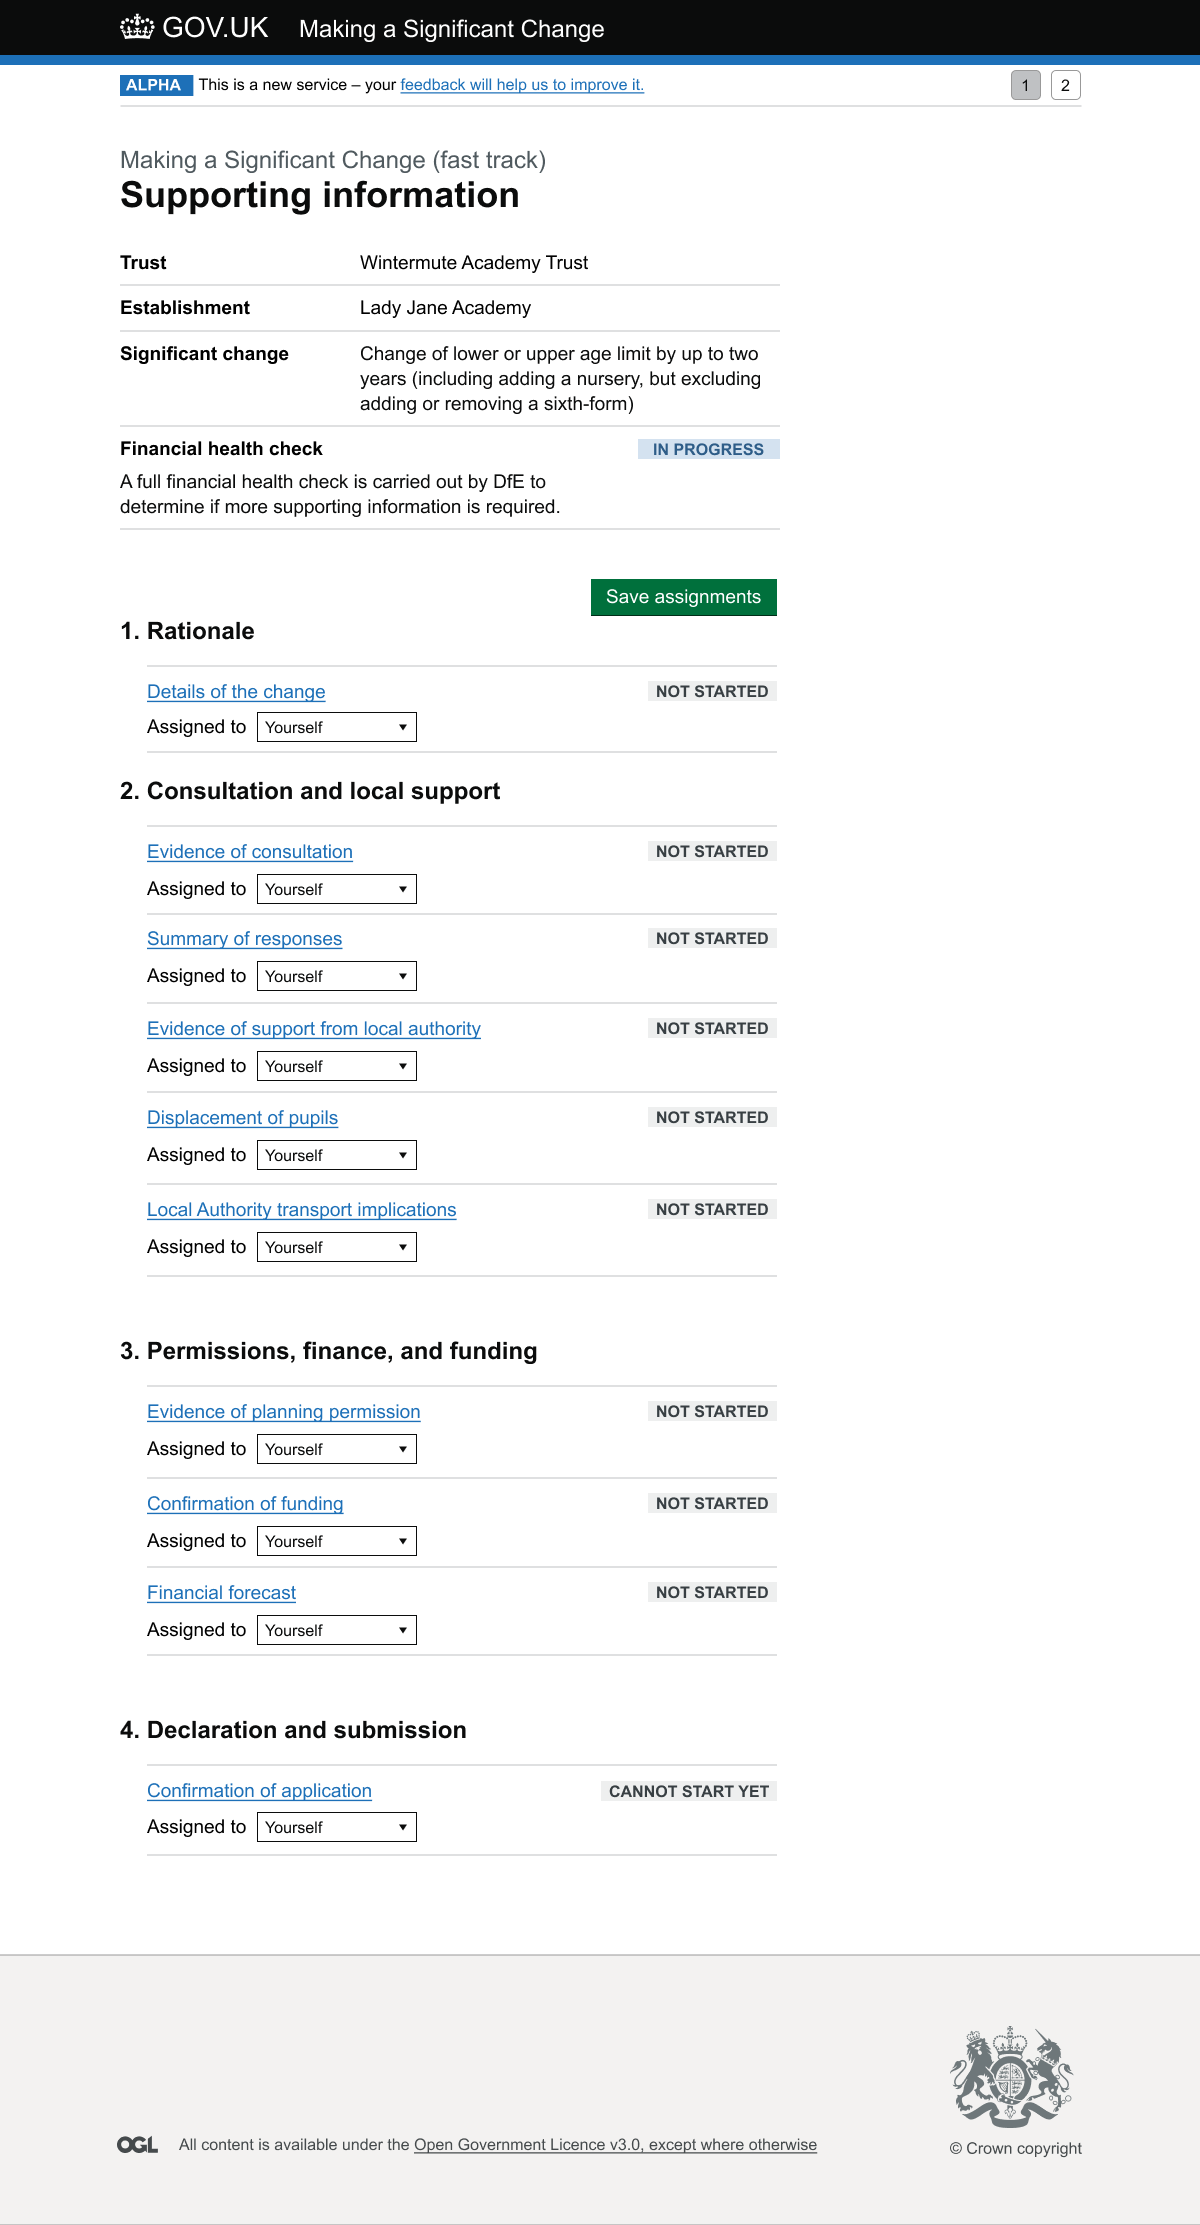 GOV.UK Making a Significant Change
ALPHA This is a new service – your feedback will help us to improve it. 1 2
Making a Significant Change (fast track)
Supporting information
Trust Wintermute Academy Trust
Establishment Lady Jane Academy
Significant change Change of lower or upper age limit by up to two
years (including adding a nursery, but excluding
adding or removing a sixth-form)
Financial health check IN PROGRESS
A full financial health check is carried out by DfE to
determine if more supporting information is required.
Save assignments
1. Rationale
Details of the change NOT STARTED
Assigned to Yourself
2. Consultation and local support
Evidence of consultation NOT STARTED
Assigned to Yourself
Summary of responses NOT STARTED
Assigned to Yourself
Evidence of support from local authority NOT STARTED
Assigned to Yourself
Displacement of pupils NOT STARTED
Assigned to Yourself
Local Authority transport implications NOT STARTED
Assigned to Yourself
3. Permissions, finance, and funding
Evidence of planning permission NOT STARTED
Assigned to Yourself
Confirmation of funding NOT STARTED
Assigned to Yourself
Financial forecast NOT STARTED
Assigned to Yourself
4. Declaration and submission
Confirmation of application CANNOT START YET
Assigned to Yourself
OGL All content is available under the Open Government Licence v3.0, except where otherwise
© Crown copyright